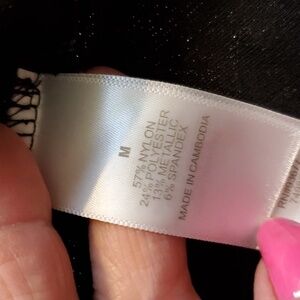 M
57% NYLON
24% POLYESTER
13% METALLIC
6% SPANDEX
MADE IN CAMBODIA